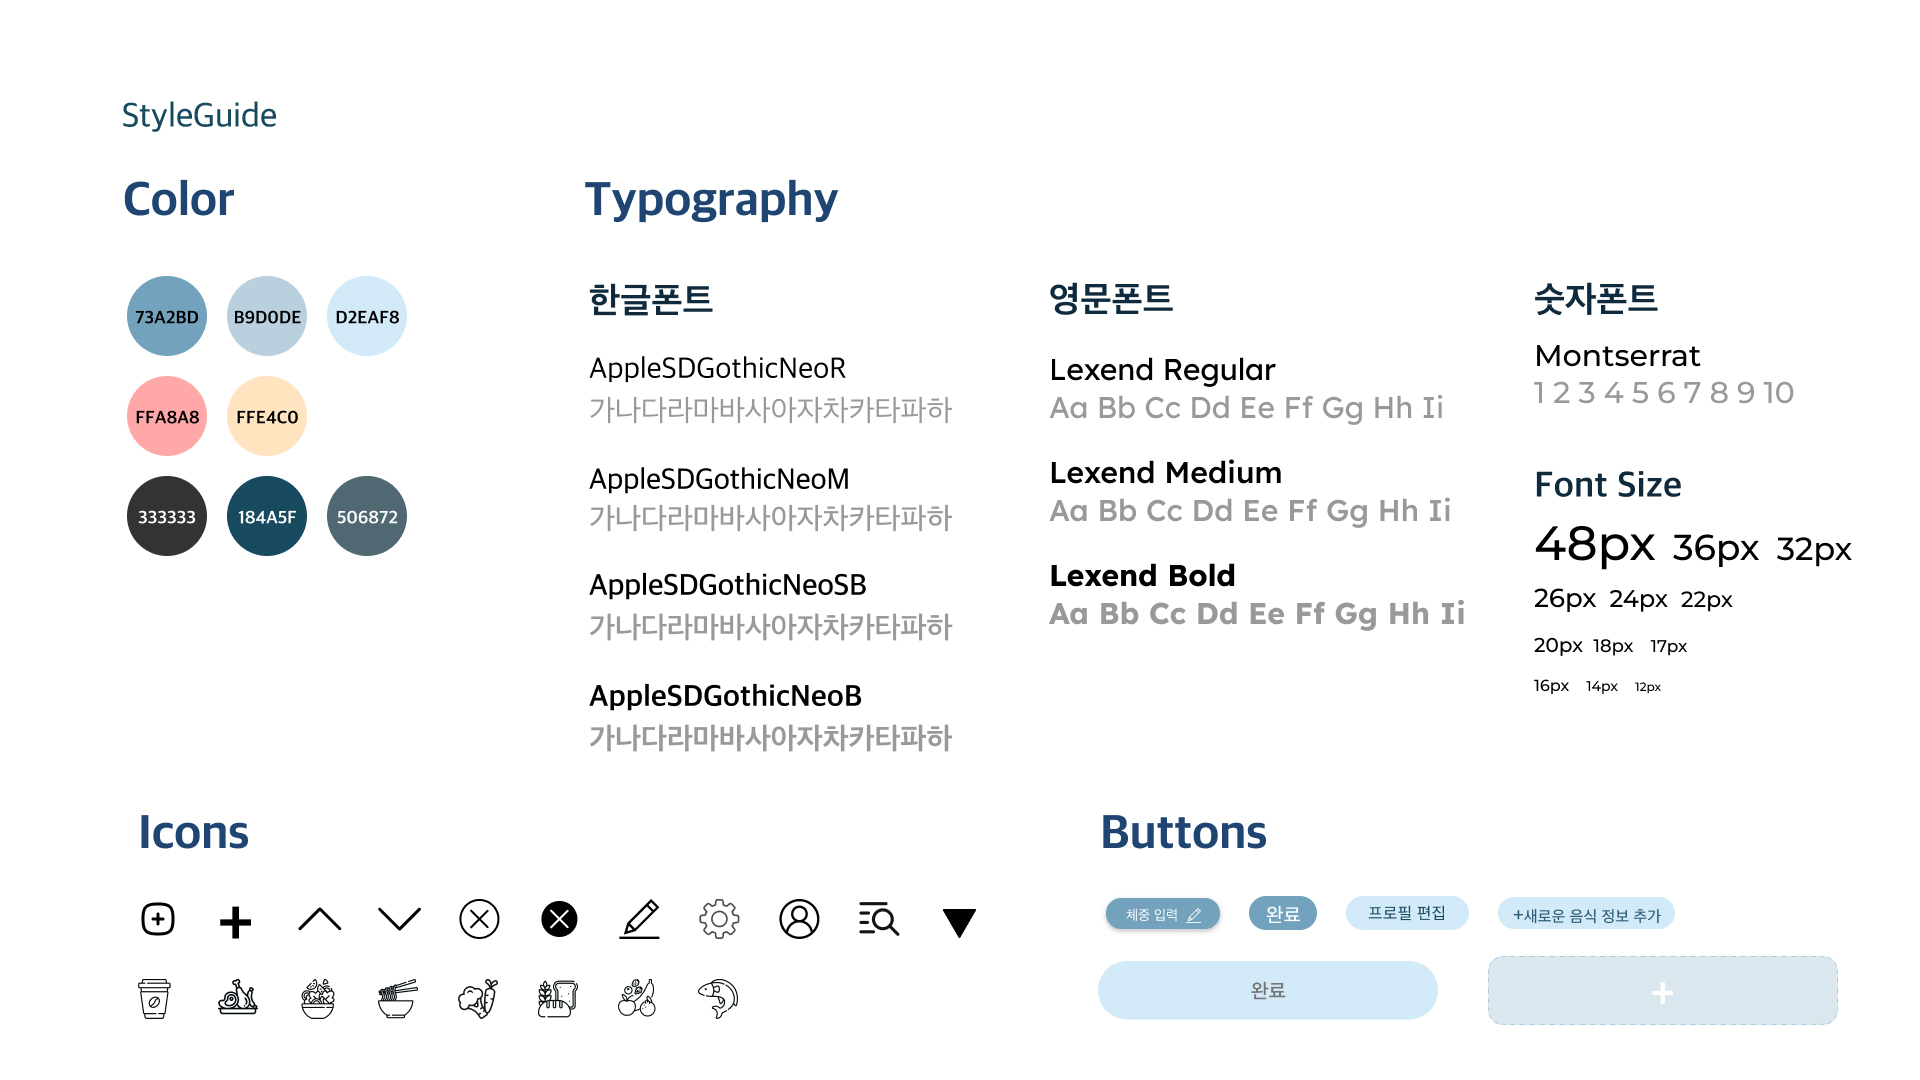 StyleGuide
Color
73A2BD B9D0DE D2EAF8
FFA8A8 FFE4C0
333333 184A5F 506872
Typography
한글폰트
AppleSDGothicNeoR
가나다라마바사아자차카타파하
AppleSDGothicNeoM
가나다라마바사아자차카타파하
AppleSDGothicNeoSB
가나다라마바사아자차카타파하
AppleSDGothicNeoB
가나다라마바사아자차카타파하
영문폰트
Lexend Regular
Aa Bb Cc Dd Ee Ff Gg Hh Ii
Lexend Medium
Aa Bb Cc Dd Ee Ff Gg Hh Ii
Lexend Bold
Aa Bb Cc Dd Ee Ff Gg Hh Ii
숫자폰트
Montserrat
1 2 3 4 5 6 7 8 9 10
Font Size
48px 36px 32px
26px 24px 22px
20px 18px 17px
16px 14px 12px
Icons
Buttons
체중 입력 완료 프로필 편집 +새로운 음식 정보 추가
완료 +